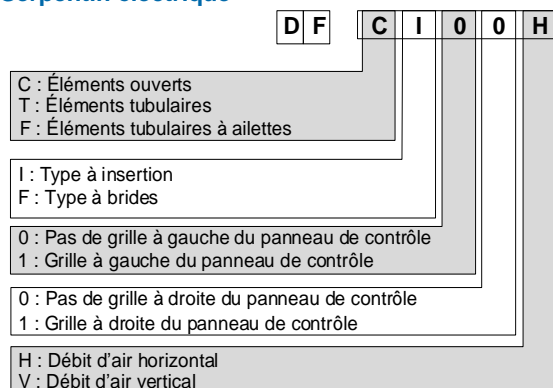 Serpentin électrique
D F C I 0 0 H
C : Éléments ouverts
T : Éléments tubulaires
F : Éléments tubulaires à ailettes
I : Type à insertion
F : Type à brides
0 : Pas de grille à gauche du panneau de contrôle
1 : Grille à gauche du panneau de contrôle
0 : Pas de grille à droite du panneau de contrôle
1 : Grille à droite du panneau de contrôle
H : Débit d'air horizontal
V : Débit d'air vertical